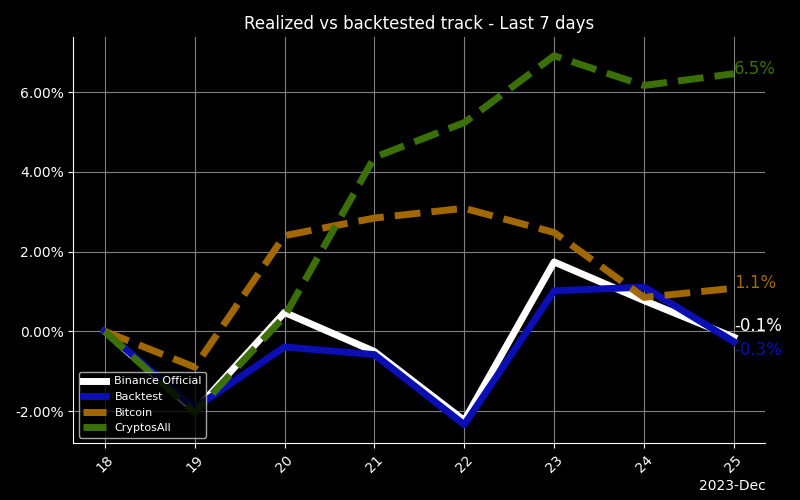 Realized vs backtested track - Last 7 days
6.00%
4.00%
2.00%
0.00%
-2.00%
6.5%
1.1%
-0.1%
-0.3%
Binance Official
Backtest
Bitcoin
CryptosAll
18 19 20 21 22 23 24 25
2023-Dec